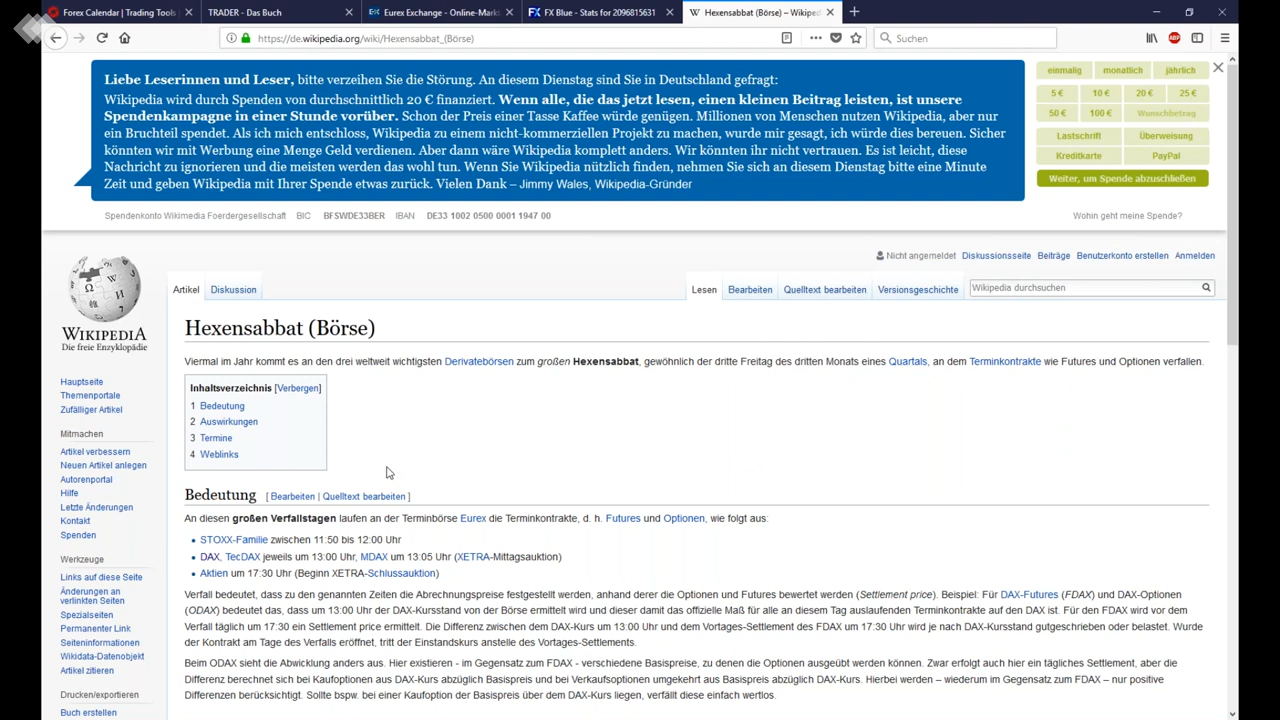 Forex Calendar | Trading Tools |
TRADER - Das Buch
Eurex Exchange - Online-Markt
FX Blue - Stats for 2096815631
Hexensabbat (Börse) – Wikiped
https://de.wikipedia.org/wiki/Hexensabbat_(Börse)
Suchen
Liebe Leserinnen und Leser, bitte verzeihen Sie die Störung. An diesem Dienstag sind Sie in Deutschland gefragt:
Wikipedia wird durch Spenden von durchschnittlich 20 € finanziert. Wenn alle, die das jetzt lesen, einen kleinen Beitrag leisten, ist unsere
Spendenkampagne in einer Stunde vorüber. Schon der Preis einer Tasse Kaffee würde genügen. Millionen von Menschen nutzen Wikipedia, aber nur
ein Bruchteil spendet. Als ich mich entschloss, Wikipedia zu einem nicht-kommerziellen Projekt zu machen, wurde mir gesagt, ich würde dies bereuen. Sicher
könnten wir mit Werbung eine Menge Geld verdienen. Aber dann wäre Wikipedia komplett anders. Wir könnten ihr nicht vertrauen. Es ist leicht, diese
Nachricht zu ignorieren und die meisten werden das wohl tun. Wenn Sie Wikipedia nützlich finden, nehmen Sie sich an diesem Dienstag bitte eine Minute
Zeit und geben Wikipedia mit Ihrer Spende etwas zurück. Vielen Dank – Jimmy Wales, Wikipedia-Gründer
einmalig monatlich jährlich
5 € 10 € 20 € 25 €
50 € 100 € Wunschbetrag
Lastschrift Überweisung
Kreditkarte PayPal
Weiter, um Spende abzuschließen
Spendenkonto Wikimedia Foerdergesellschaft BIC BFSWDE33BER IBAN DE33 1002 0500 0001 1947 00
Wohin geht meine Spende?
Nicht angemeldet Diskussionsseite Beiträge Benutzerkonto erstellen Anmelden
Artikel Diskussion
Lesen Bearbeiten Quelltext bearbeiten Versionsgeschichte
Wikipedia durchsuchen
WIKIPEDIA
Die freie Enzyklopädie
Hauptseite
Themenportale
Zufälliger Artikel
Mitmachen
Artikel verbessern
Neuen Artikel anlegen
Autorenportal
Hilfe
Letzte Änderungen
Kontakt
Spenden
Werkzeuge
Links auf diese Seite
Änderungen an
verlinkten Seiten
Spezialseiten
Permanenter Link
Seiteninformationen
Wikidata-Datenobjekt
Artikel zitieren
Drucken/exportieren
Buch erstellen
Hexensabbat (Börse)
Viermal im Jahr kommt es an den drei weltweit wichtigsten Derivatebörsen zum großen Hexensabbat, gewöhnlich der dritte Freitag des dritten Monats eines Quartals, an dem Terminkontrakte wie Futures und Optionen verfallen.
Inhaltsverzeichnis [Verbergen]
1 Bedeutung
2 Auswirkungen
3 Termine
4 Weblinks
Bedeutung [ Bearbeiten | Quelltext bearbeiten ]
An diesen großen Verfallstagen laufen an der Terminbörse Eurex die Terminkontrakte, d. h. Futures und Optionen, wie folgt aus:
• STOXX-Familie zwischen 11:50 bis 12:00 Uhr
• DAX, TecDAX jeweils um 13:00 Uhr, MDAX um 13:05 Uhr (XETRA-Mittagsauktion)
• Aktien um 17:30 Uhr (Beginn XETRA-Schlussauktion)
Verfall bedeutet, dass zu den genannten Zeiten die Abrechnungspreise festgestellt werden, anhand derer die Optionen und Futures bewertet werden (Settlement price). Beispiel: Für DAX-Futures (FDAX) und DAX-Optionen
(ODAX) bedeutet das, dass um 13:00 Uhr der DAX-Kursstand von der Börse ermittelt wird und dieser damit das offizielle Maß für alle an diesem Tag auslaufenden Terminkontrakte auf den DAX ist. Für den FDAX wird vor dem
Verfall täglich um 17:30 ein Settlement price ermittelt. Die Differenz zwischen dem DAX-Kurs um 13:00 Uhr und dem Vortages-Settlement des FDAX um 17:30 Uhr wird je nach DAX-Kursstand gutgeschrieben oder belastet. Wurde
der Kontrakt am Tage des Verfalls eröffnet, tritt der Einstandskurs anstelle des Vortages-Settlements.
Beim ODAX sieht die Abwicklung anders aus. Hier existieren - im Gegensatz zum FDAX - verschiedene Basispreise, zu denen die Optionen ausgeübt werden können. Zwar erfolgt auch hier ein tägliches Settlement, aber die
Differenz berechnet sich bei Kaufoptionen aus DAX-Kurs abzüglich Basispreis und bei Verkaufsoptionen umgekehrt aus Basispreis abzüglich DAX-Kurs. Hierbei werden – wiederum im Gegensatz zum FDAX – nur positive
Differenzen berücksichtigt. Sollte bspw. bei einer Kaufoption der Basispreis über dem DAX-Kurs liegen, verfällt diese einfach wertlos.